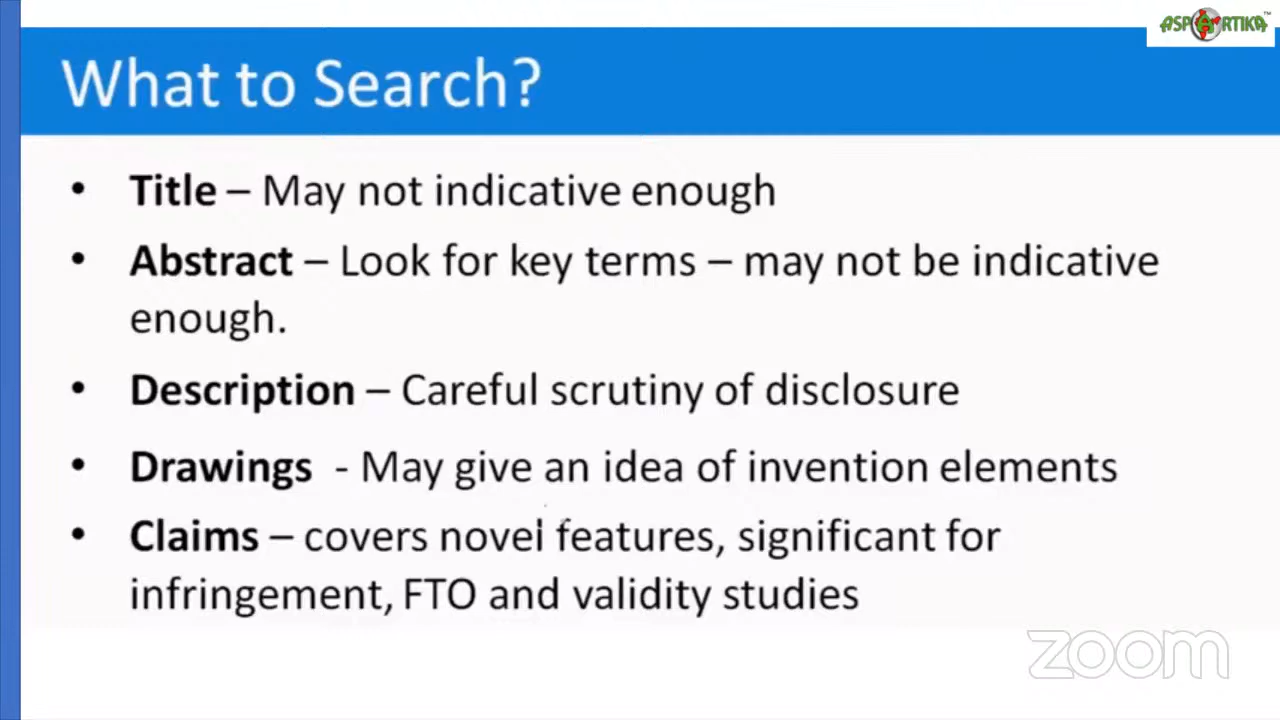 ASPARTIKA™
What to Search?
• Title – May not indicative enough
• Abstract – Look for key terms – may not be indicative
enough.
• Description – Careful scrutiny of disclosure
• Drawings - May give an idea of invention elements
• Claims – covers novel features, significant for
infringement, FTO and validity studies
zoom